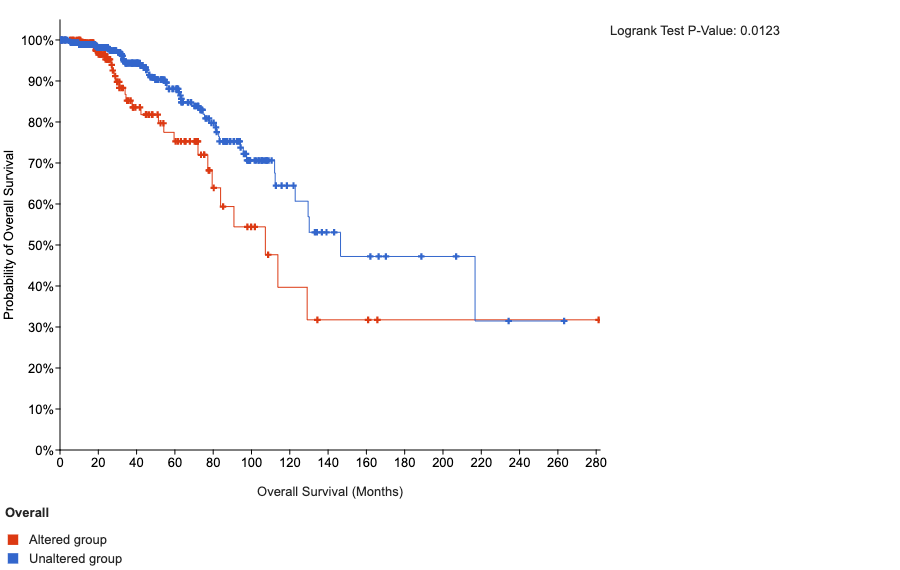 Logrank Test P-Value: 0.0123
100%
90%
80%
70%
60%
50%
40%
30%
20%
10%
0%
Probability of Overall Survival
0 20 40 60 80 100 120 140 160 180 200 220 240 260 280
Overall Survival (Months)
Overall
Altered group
Unaltered group